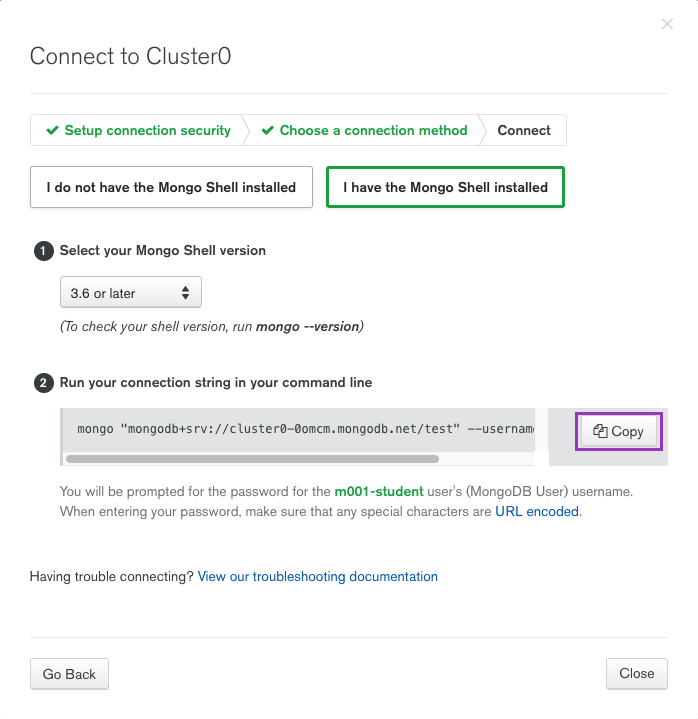 Connect to Cluster0
Setup connection security
Choose a connection method
Connect
I do not have the Mongo Shell installed
I have the Mongo Shell installed
1 Select your Mongo Shell version
3.6 or later
(To check your shell version, run mongo --version)
2 Run your connection string in your command line
mongo "mongodb+srv://cluster0-0omcm.mongodb.net/test" --usernam
Copy
You will be prompted for the password for the m001-student user's (MongoDB User) username.
When entering your password, make sure that any special characters are URL encoded.
Having trouble connecting? View our troubleshooting documentation
Go Back
Close